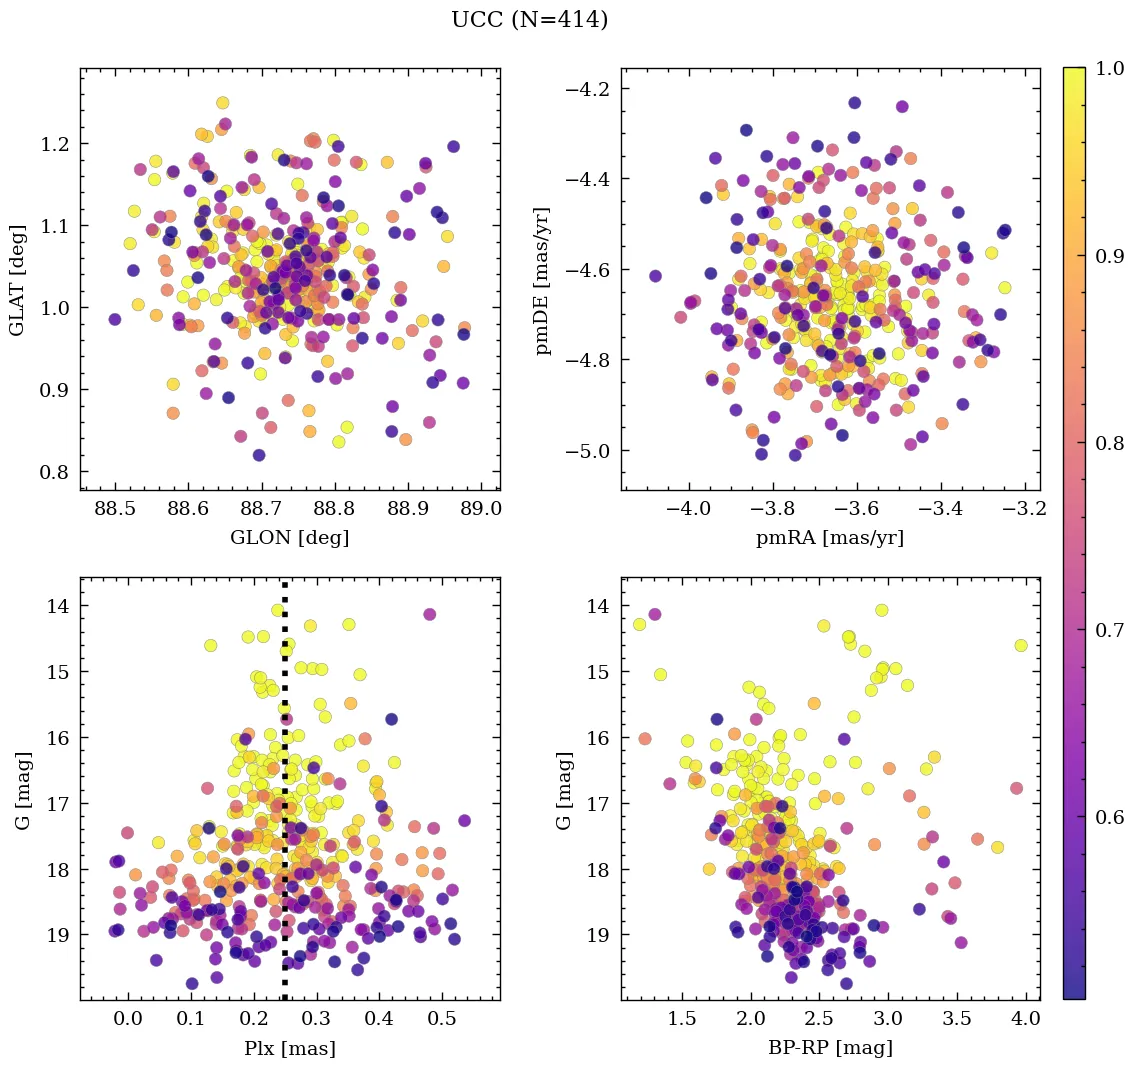 UCC (N=414)
1.2
1.1
1.0
0.9
0.8
GLAT [deg]
88.5 88.6 88.7 88.8 88.9 89.0
GLON [deg]
−4.2
−4.4
−4.6
−4.8
−5.0
pmDE [mas/yr]
−4.0 −3.8 −3.6 −3.4 −3.2
pmRA [mas/yr]
14
15
16
17
18
19
G [mag]
0.0 0.1 0.2 0.3 0.4 0.5
Plx [mas]
14
15
16
17
18
19
G [mag]
1.5 2.0 2.5 3.0 3.5 4.0
BP-RP [mag]
1.0
0.9
0.8
0.7
0.6